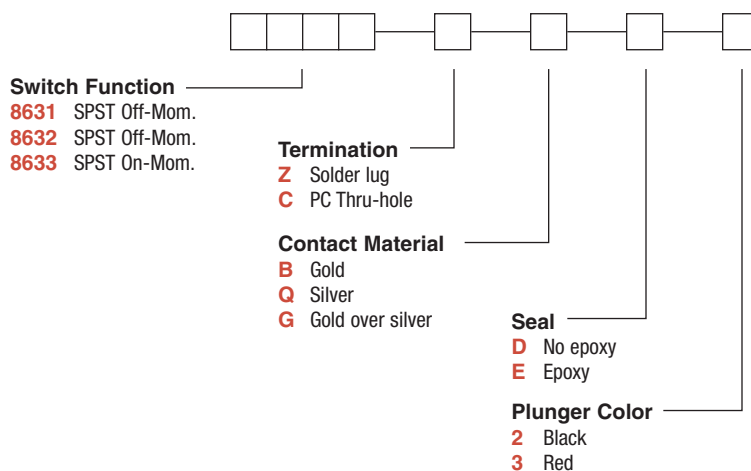 Switch Function
8631 SPST Off-Mom.
8632 SPST Off-Mom.
8633 SPST On-Mom.
Termination
Z Solder lug
C PC Thru-hole
Contact Material
B Gold
Q Silver
G Gold over silver
Seal
D No epoxy
E Epoxy
Plunger Color
2 Black
3 Red